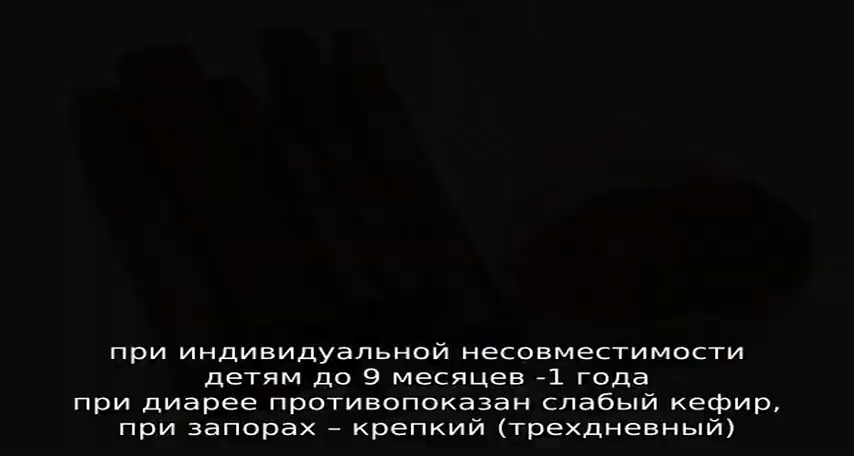 при индивидуальной несовместимости
детям до 9 месяцев -1 года
при диарее противопоказан слабый кефир,
при запорах – крепкий (трехдневный)